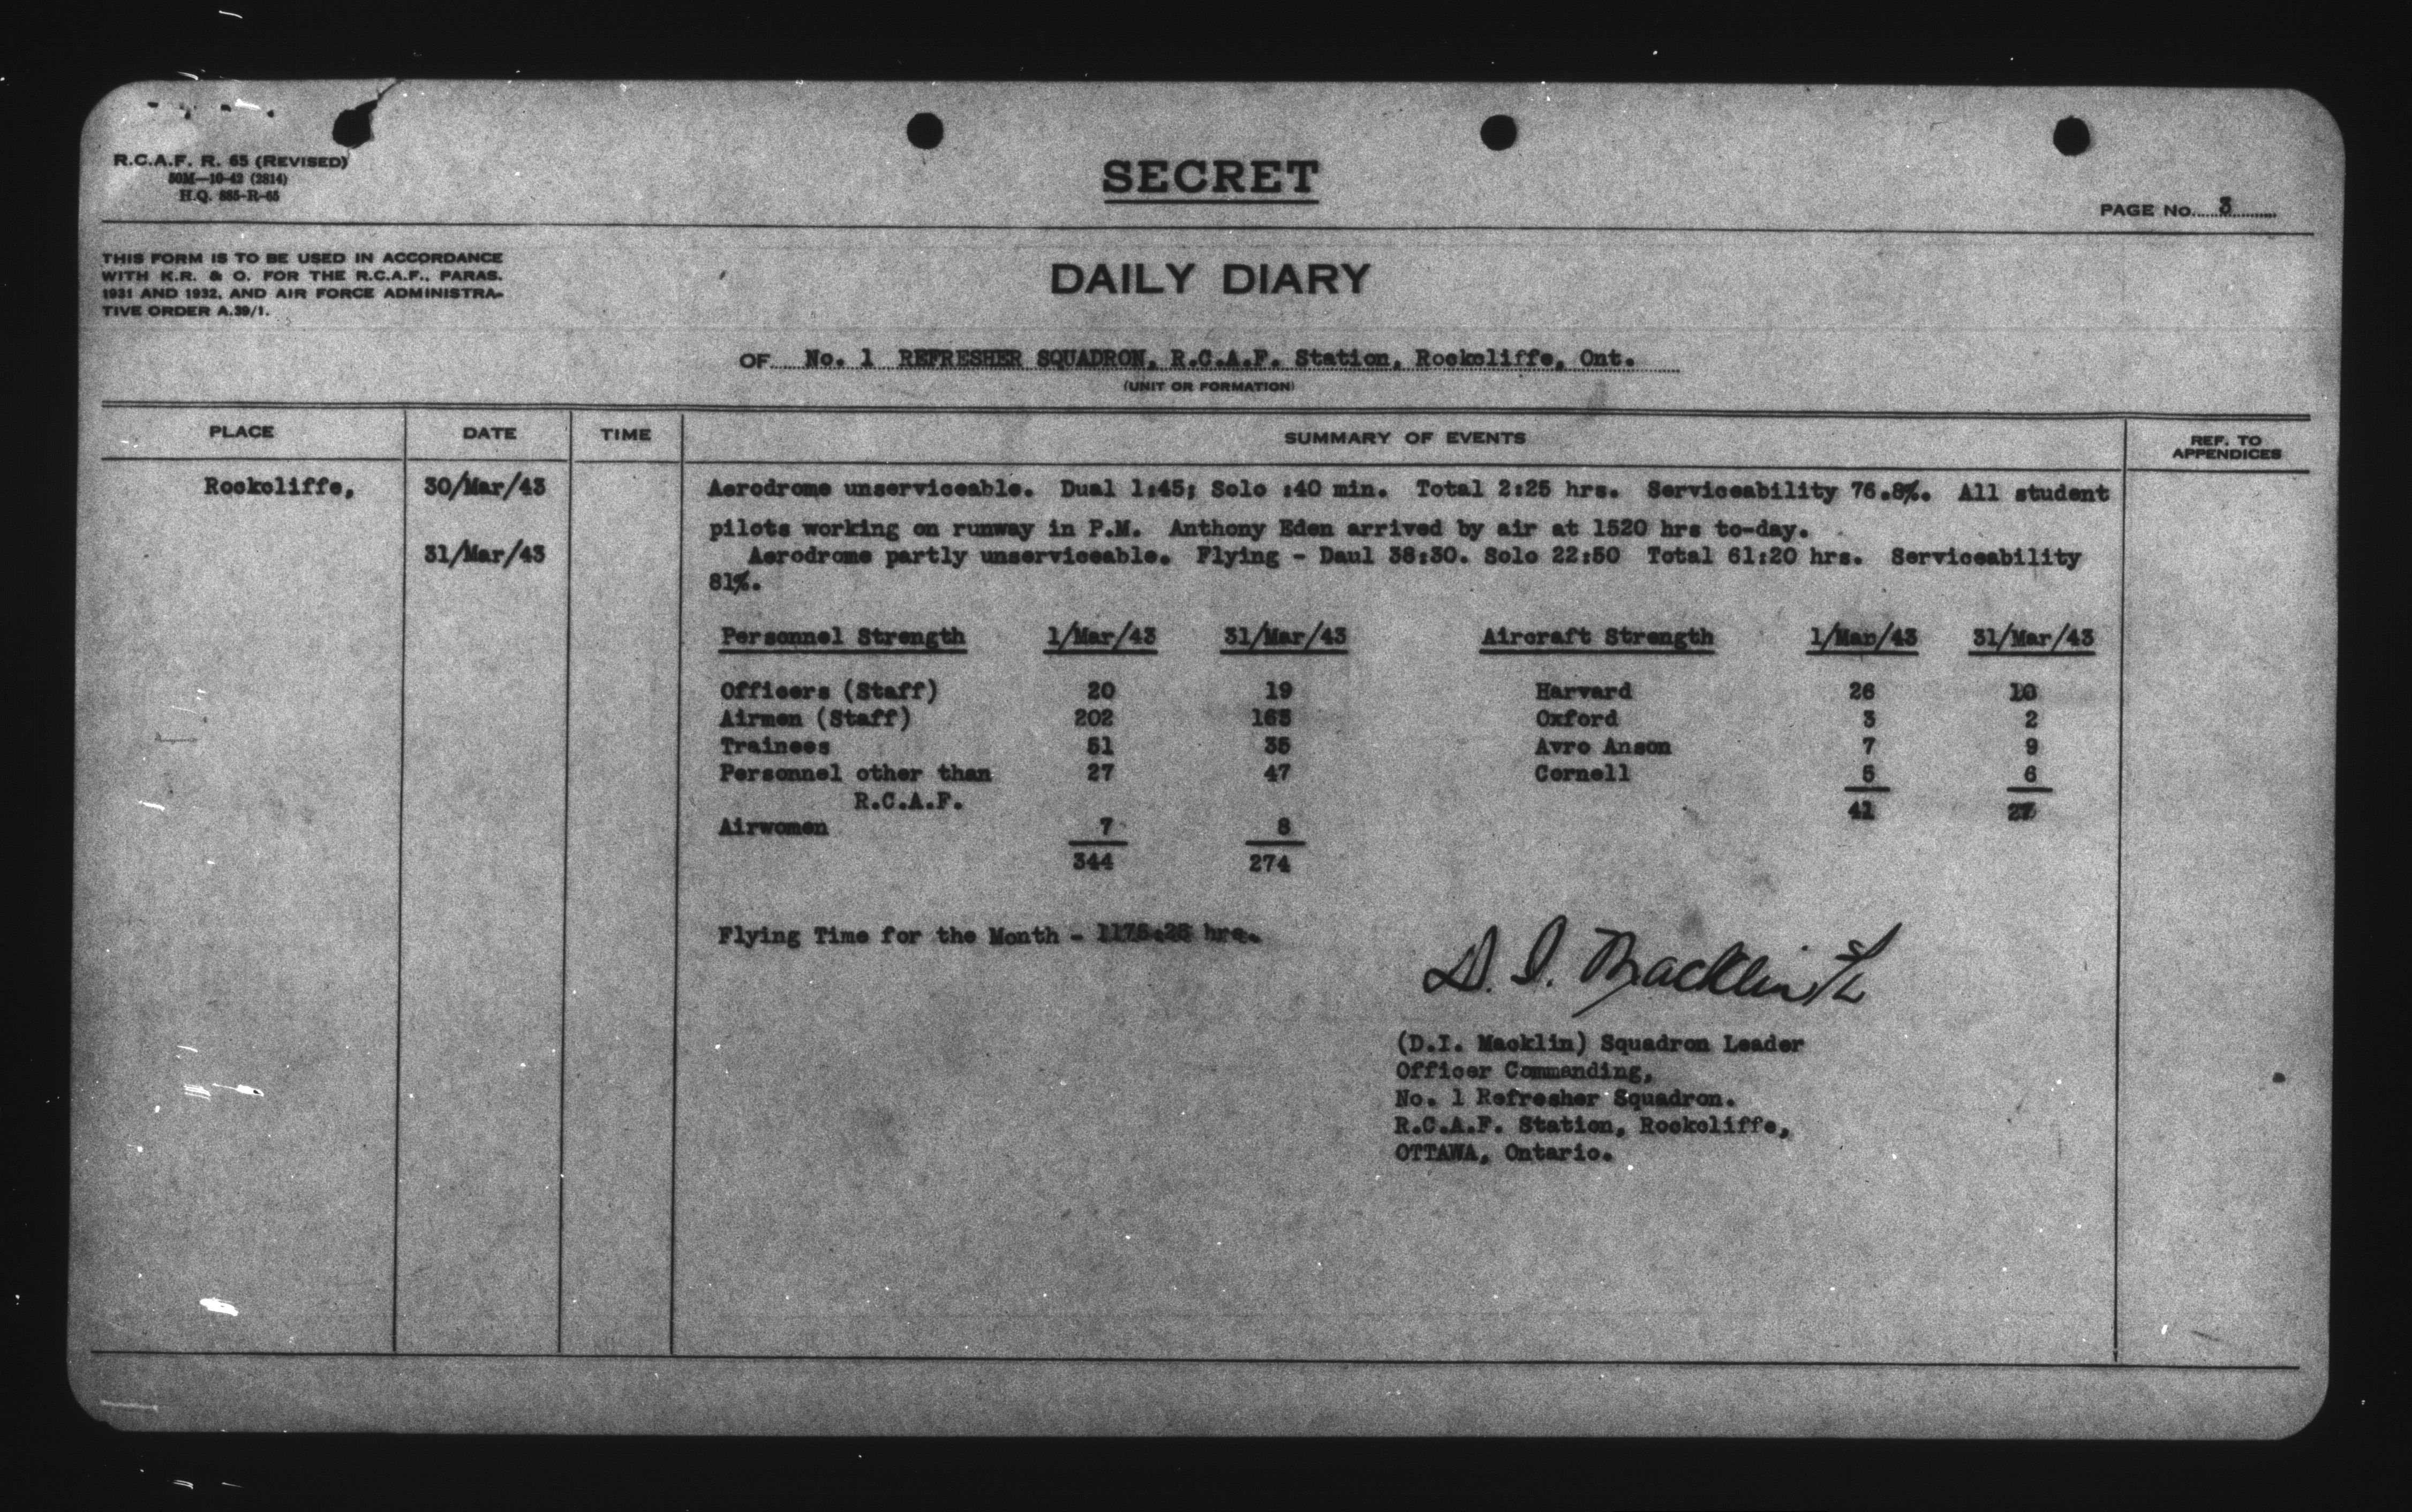 R.C.A.F. R. 65 (REVISED)
50M—10-42 (2814)
H.Q. 885-R-65
SECRET
PAGE No. 3
THIS FORM IS TO BE USED IN ACCORDANCE
WITH K.R. & O. FOR THE R.C.A.F., PARAS.
1931 AND 1932, AND AIR FORCE ADMINISTRA-
TIVE ORDER A.39/1.
DAILY DIARY
OF No. 1 REFRESHER SQUADRON, R.C.A.F. Station, Rockcliffe, Ont.
(UNIT OR FORMATION)
PLACE DATE TIME SUMMARY OF EVENTS REF. TO APPENDICES
Rockcliffe, 30/Mar/43 Aerodrome unserviceable. Dual 1:45; Solo :40 min. Total 2:25 hrs. Serviceability 76.8%. All student
pilots working on runway in P.M. Anthony Eden arrived by air at 1520 hrs to-day.
31/Mar/43 Aerodrome partly unserviceable. Flying - Daul 38:30. Solo 22:50 Total 61:20 hrs. Serviceability
81%.
Personnel Strength 1/Mar/43 31/Mar/43 Aircraft Strength 1/Mar/43 31/Mar/43
Officers (Staff) 20 19 Harvard 26 10
Airmen (Staff) 202 165 Oxford 3 2
Trainees 51 35 Avro Anson 7 9
Personnel other than 27 47 Cornell 5 6
R.C.A.F. 41 27
Airwomen 7 8
344 274
Flying Time for the Month - hrs.
D. I. Macklin S/L
(D.I. Macklin) Squadron Leader
Officer Commanding,
No. 1 Refresher Squadron.
R.C.A.F. Station, Rockcliffe,
OTTAWA, Ontario.